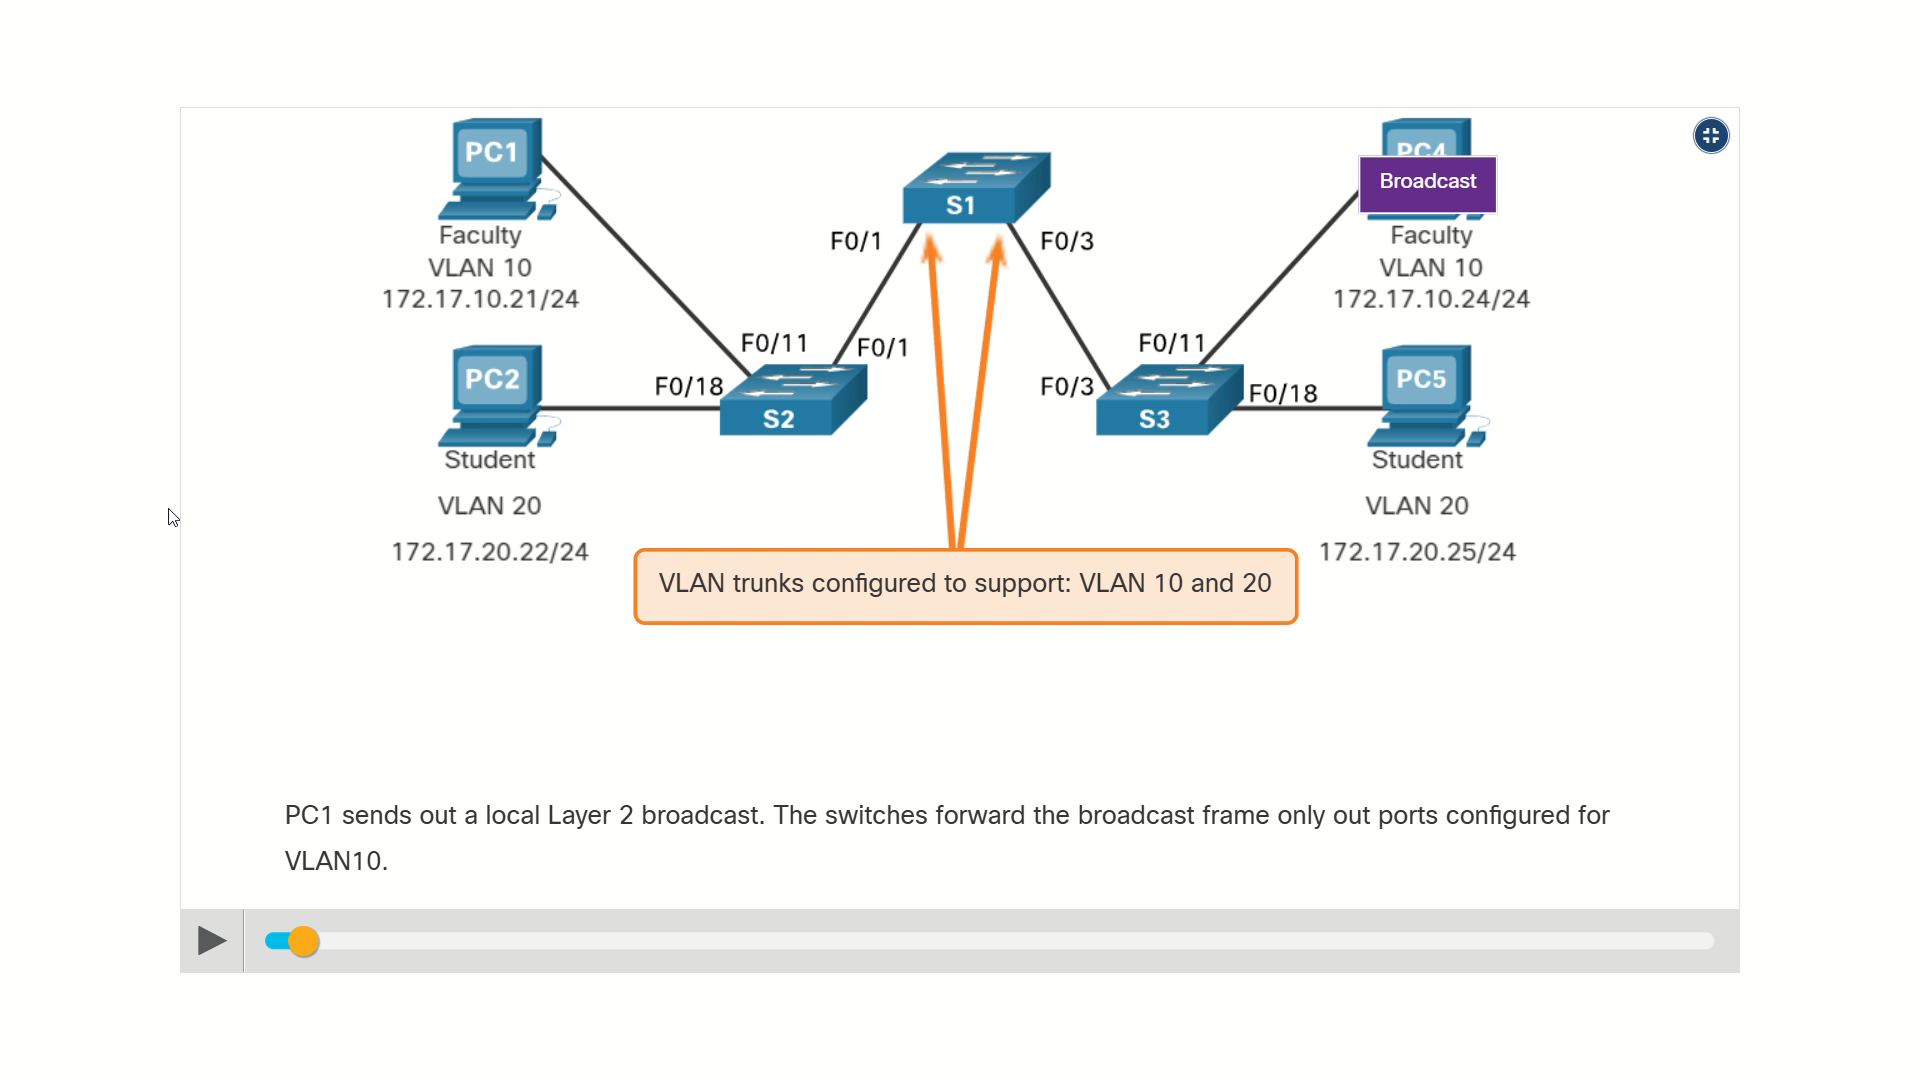 PC1
Faculty
VLAN 10
172.17.10.21/24
PC2
Student
VLAN 20
172.17.20.22/24
F0/11
F0/18
F0/1
S2
F0/1
S1
F0/3
F0/3
S3
F0/11
F0/18
PC4
Broadcast
Faculty
VLAN 10
172.17.10.24/24
PC5
Student
VLAN 20
172.17.20.25/24
VLAN trunks configured to support: VLAN 10 and 20
PC1 sends out a local Layer 2 broadcast. The switches forward the broadcast frame only out ports configured for
VLAN10.